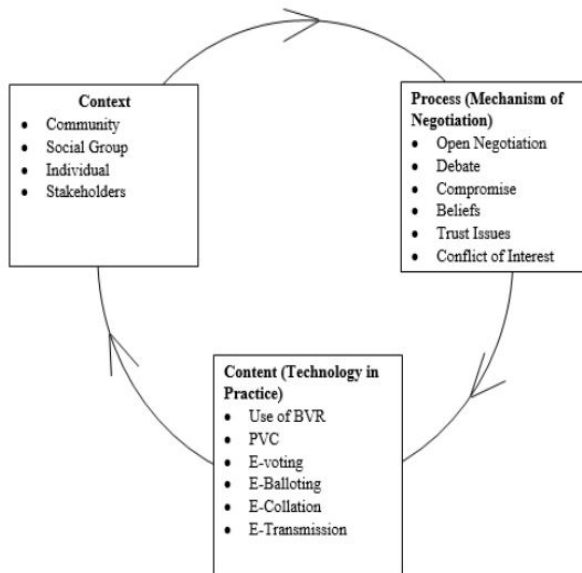 Context
• Community
• Social Group
• Individual
• Stakeholders
Process (Mechanism of
Negotiation)
• Open Negotiation
• Debate
• Compromise
• Beliefs
• Trust Issues
• Conflict of Interest
Content (Technology in
Practice)
• Use of BVR
• PVC
• E-voting
• E-Balloting
• E-Collation
• E-Transmission